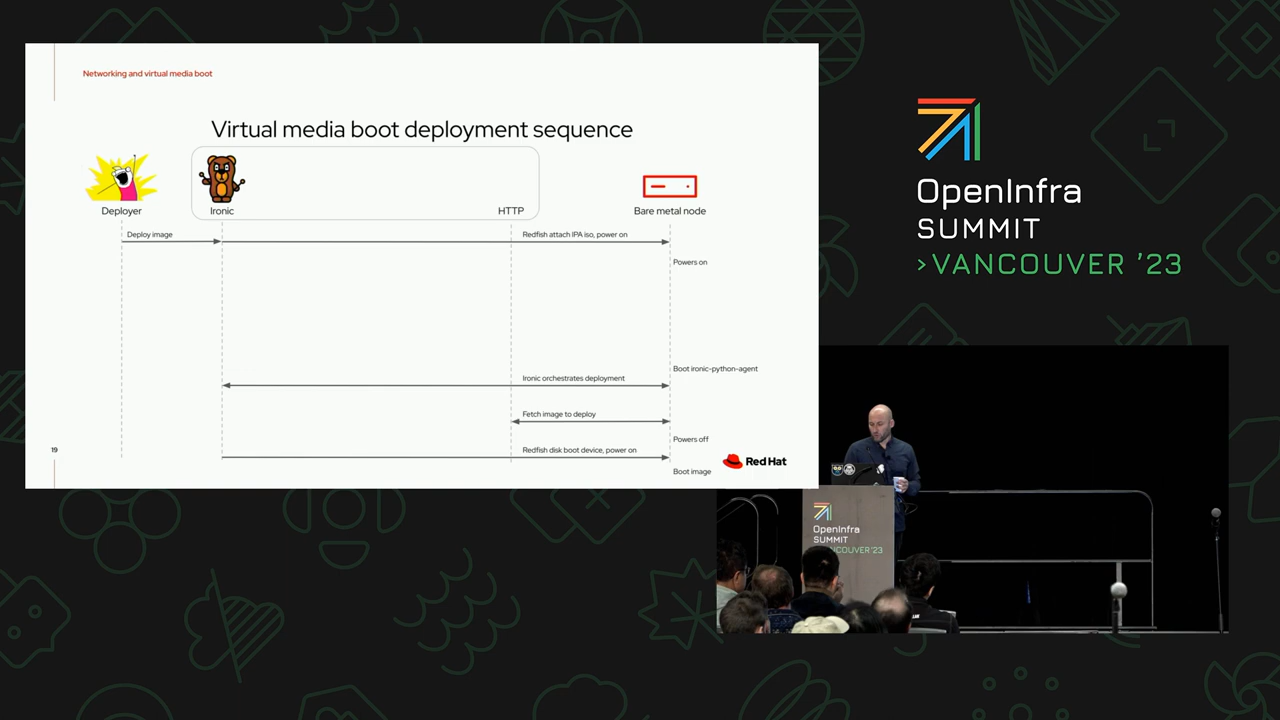 Networking and virtual media boot
Virtual media boot deployment sequence
Deployer
Ironic
HTTP
Bare metal node
Deploy image
Redfish attach IPA iso, power on
Powers on
Boot ironic-python-agent
Ironic orchestrates deployment
Fetch image to deploy
Powers off
Redfish disk boot device, power on
Boot image
19
Red Hat
OpenInfra
SUMMIT
>VANCOUVER '23
OpenInfra
SUMMIT
VANCOUVER '23